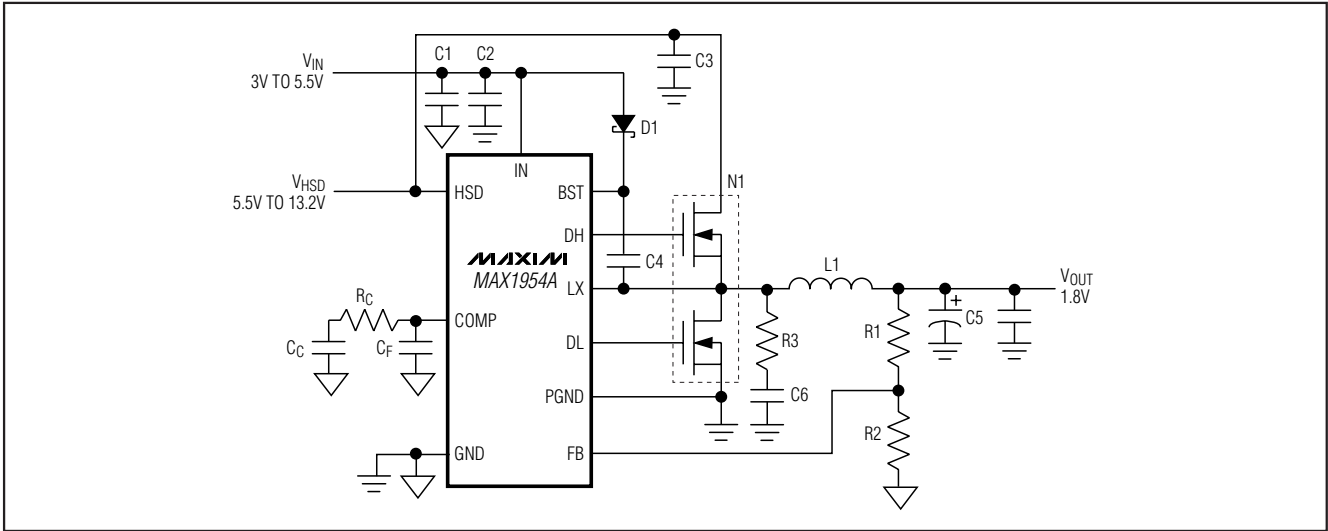 V_IN
3V TO 5.5V
C1
C2
C3
D1
IN
V_HSD
5.5V TO 13.2V
HSD
BST
N1
DH
MAXIM
MAX1954A
C4
LX
L1
V_OUT
1.8V
R_C
COMP
C_C
C_F
DL
R3
R1
+
C5
PGND
C6
R2
GND
FB